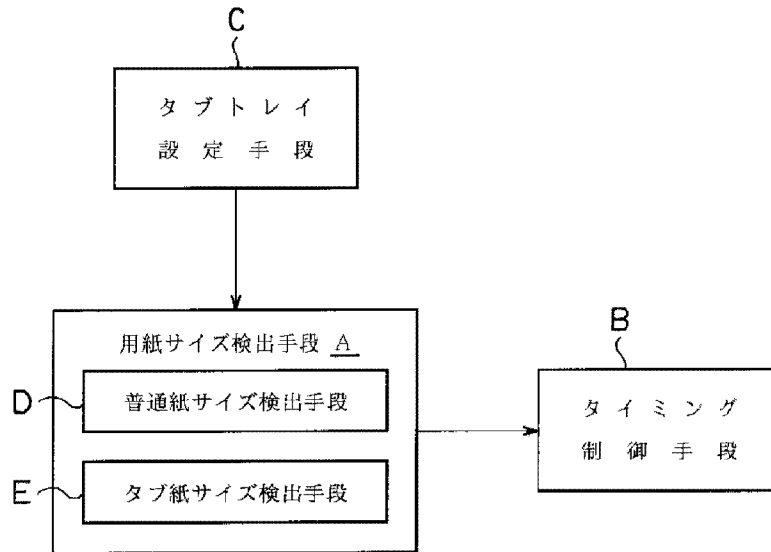 C
タブトレイ
設定手段
用紙サイズ検出手段 A
B
D
普通紙サイズ検出手段
タイミング
制御手段
E
タブ紙サイズ検出手段